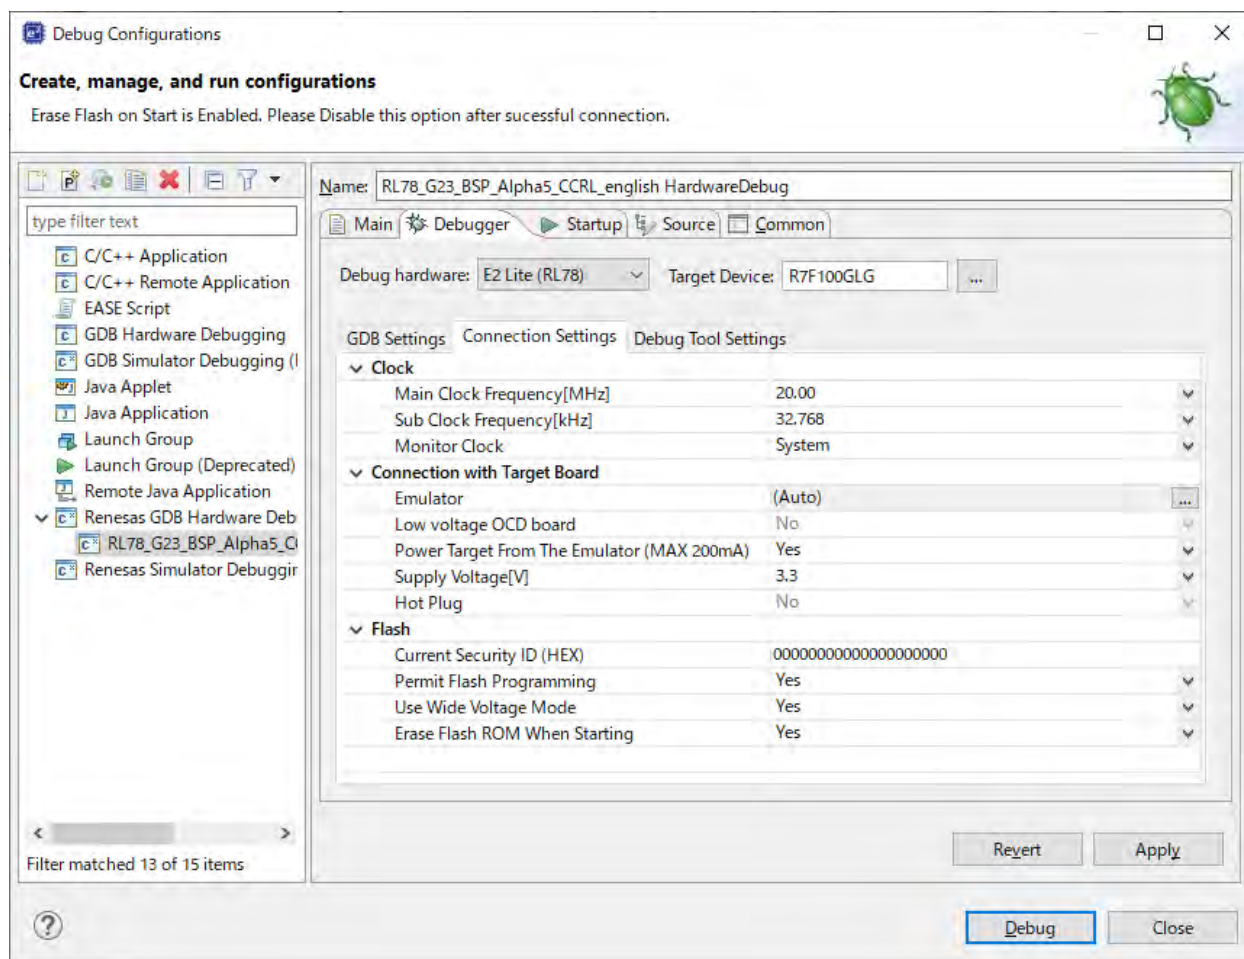 Debug Configurations
Create, manage, and run configurations
Erase Flash on Start is Enabled. Please Disable this option after sucessful connection.
type filter text
C/C++ Application
C/C++ Remote Application
EASE Script
GDB Hardware Debugging
GDB Simulator Debugging (
Java Applet
Java Application
Launch Group
Launch Group (Deprecated)
Remote Java Application
Renesas GDB Hardware Deb
RL78_G23_BSP_Alpha5_C
Renesas Simulator Debuggin
Filter matched 13 of 15 items
Name: RL78_G23_BSP_Alpha5_CCRL_english HardwareDebug
Main Debugger Startup Source Common
Debug hardware: E2 Lite (RL78) Target Device: R7F100GLG ...
GDB Settings Connection Settings Debug Tool Settings
Clock
Main Clock Frequency[MHz] 20.00
Sub Clock Frequency[kHz] 32.768
Monitor Clock System
Connection with Target Board
Emulator (Auto) ...
Low voltage OCD board No
Power Target From The Emulator (MAX 200mA) Yes
Supply Voltage[V] 3.3
Hot Plug No
Flash
Current Security ID (HEX) 00000000000000000000
Permit Flash Programming Yes
Use Wide Voltage Mode Yes
Erase Flash ROM When Starting Yes
Revert Apply
? Debug Close